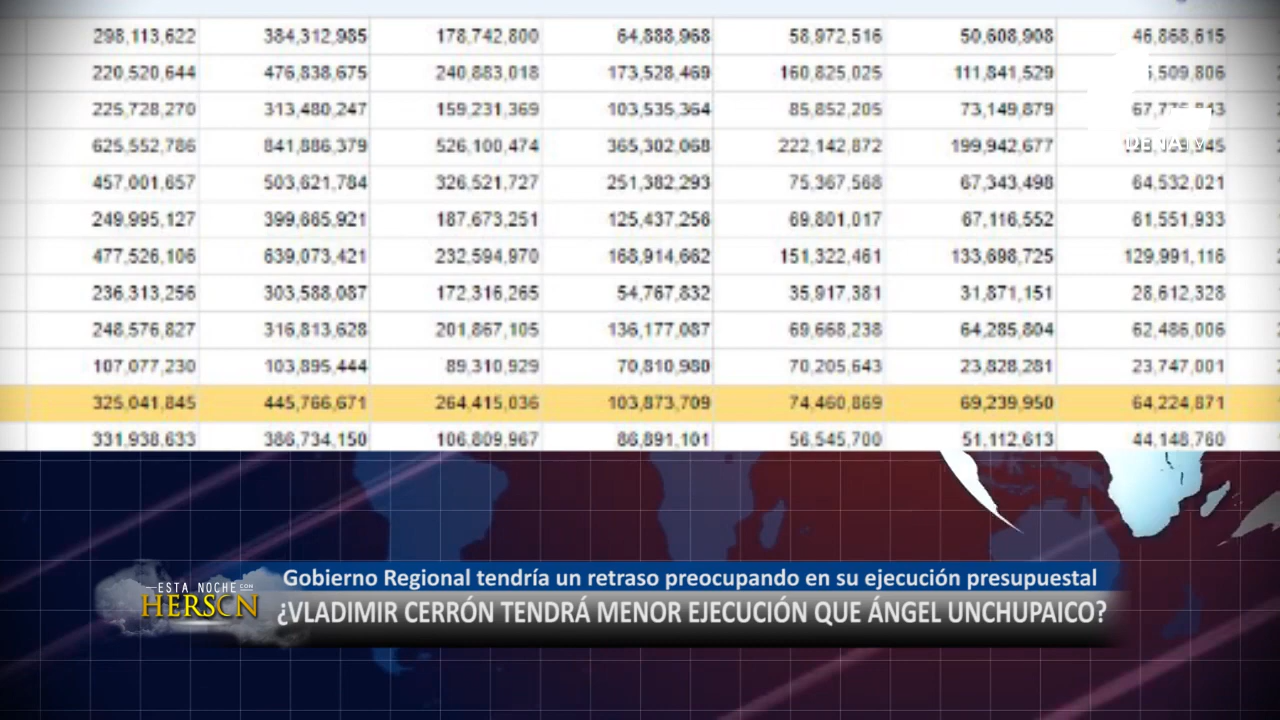 298,113,622 384,312,985 178,742,800 64,888,968 58,972,516 50,608,908 46,868,615
220,520,644 476,838,675 240,883,018 173,528,469 160,825,025 111,841,529
225,728,270 313,480,247 159,231,369 103,535,364 85,852,205 73,149,879
625,552,786 841,886,379 526,100,474 365,302,068 222,142,872 199,942,677
457,001,657 503,621,784 326,521,727 251,382,293 75,367,568 67,343,498 64,532,021
249,995,127 399,665,921 187,673,251 125,437,256 69,801,017 67,116,552 61,551,933
477,526,106 639,073,421 232,594,970 168,914,662 151,322,461 133,698,725 129,991,116
236,313,256 303,588,087 172,316,265 54,767,832 35,917,381 31,871,151 28,612,328
248,576,827 316,813,628 201,867,105 136,177,087 69,668,238 64,285,804 62,486,006
107,077,230 103,895,444 89,310,929 70,810,980 70,205,643 23,828,281 23,747,001
325,041,845 445,766,671 264,415,036 103,873,709 74,460,869 69,239,950 64,224,871
331,938,633 386,734,150 106,809,967 86,891,101 56,545,700 51,112,613 44,148,760
Gobierno Regional tendría un retraso preocupando en su ejecución presupuestal
ESTA NOCHE CON
HERSCN
¿VLADIMIR CERRÓN TENDRÁ MENOR EJECUCIÓN QUE ÁNGEL UNCHUPAICO?